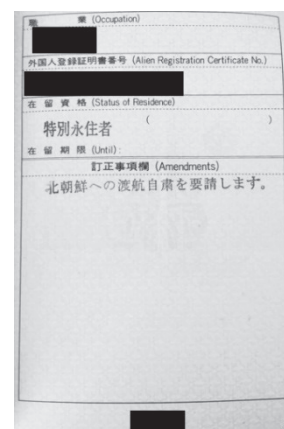 職 業 (Occupation)
外国人登録証明書番号 (Alien Registration Certificate No.)
在 留 資 格 (Status of Residence)
特別永住者 ( )
在 留 期 限 (Until) :
訂正事項欄 (Amendments)
北朝鮮への渡航自粛を要請します。